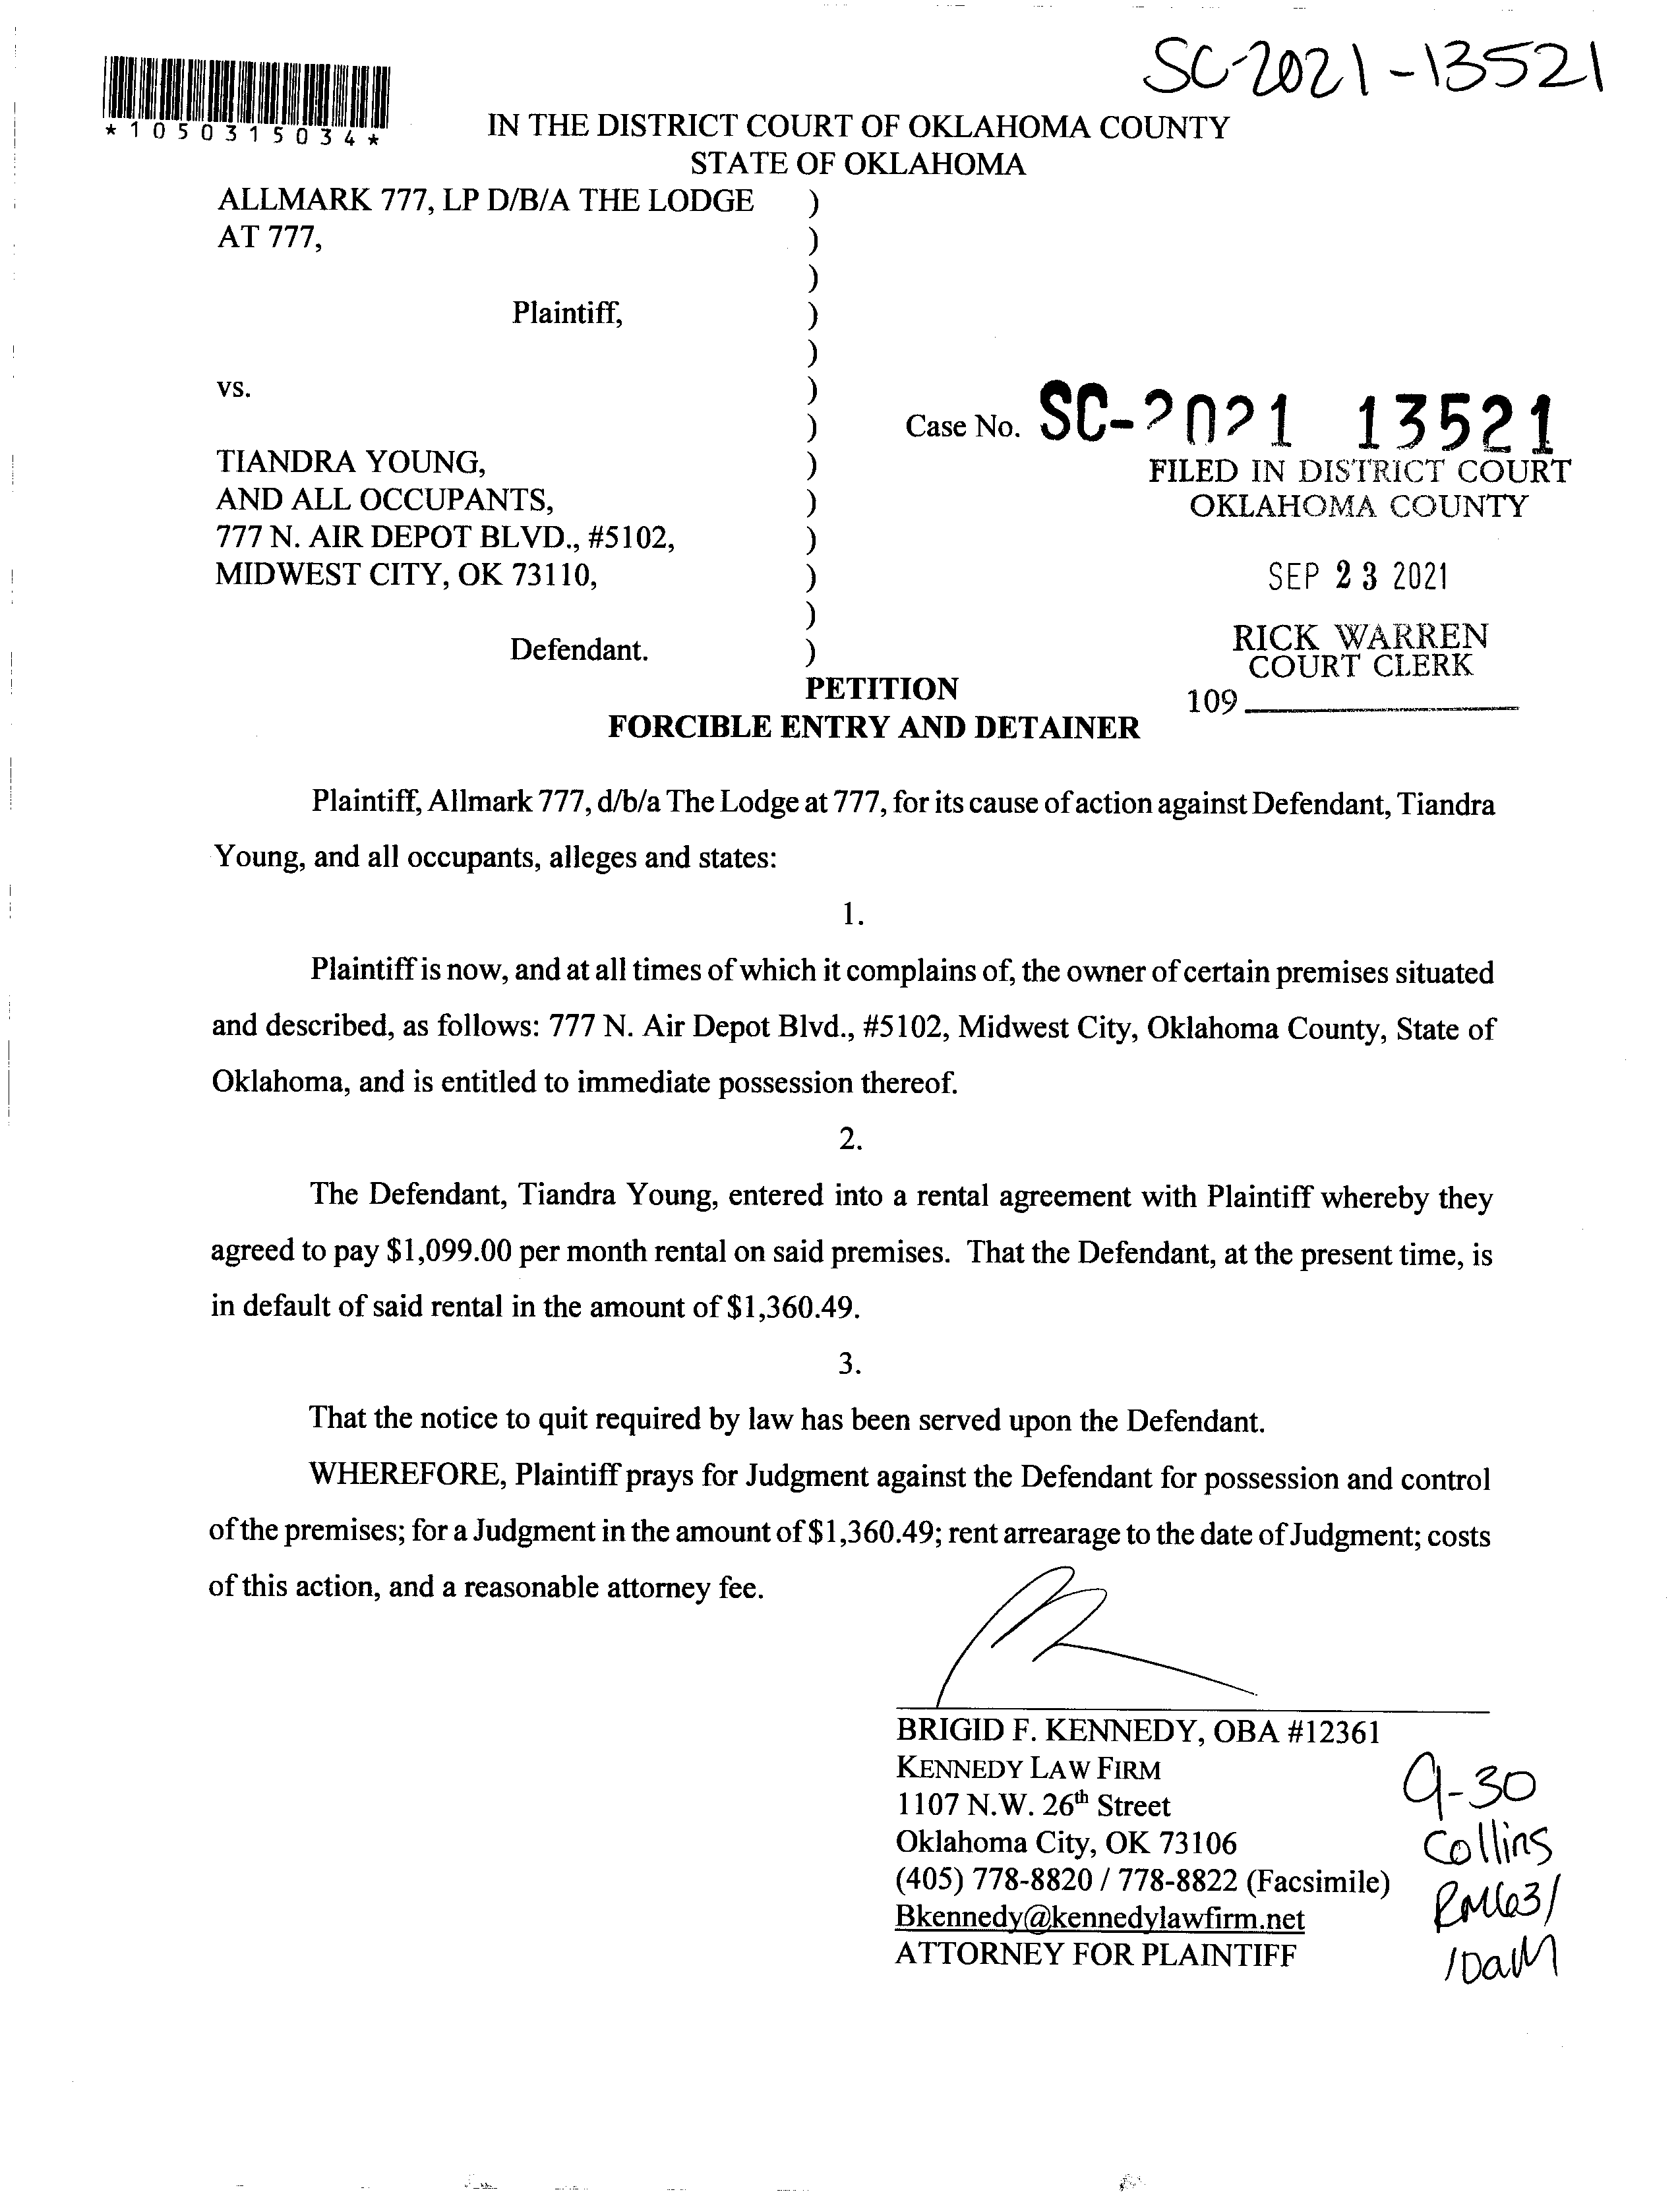 SC-2021-13521
*1050315034*
IN THE DISTRICT COURT OF OKLAHOMA COUNTY
STATE OF OKLAHOMA
ALLMARK 777, LP D/B/A THE LODGE )
AT 777, )
)
Plaintiff, )
)
vs. )
Case No. SC-2021 13521
)
TIANDRA YOUNG, )
FILED IN DISTRICT COURT
AND ALL OCCUPANTS, )
OKLAHOMA COUNTY
777 N. AIR DEPOT BLVD., #5102, )
MIDWEST CITY, OK 73110, )
SEP 23 2021
)
RICK WARREN
Defendant. )
COURT CLERK
PETITION
109
FORCIBLE ENTRY AND DETAINER
Plaintiff, Allmark 777, d/b/a The Lodge at 777, for its cause of action against Defendant, Tiandra
Young, and all occupants, alleges and states:
1.
Plaintiff is now, and at all times of which it complains of, the owner of certain premises situated
and described, as follows: 777 N. Air Depot Blvd., #5102, Midwest City, Oklahoma County, State of
Oklahoma, and is entitled to immediate possession thereof.
2.
The Defendant, Tiandra Young, entered into a rental agreement with Plaintiff whereby they
agreed to pay $1,099.00 per month rental on said premises. That the Defendant, at the present time, is
in default of said rental in the amount of $1,360.49.
3.
That the notice to quit required by law has been served upon the Defendant.
WHEREFORE, Plaintiff prays for Judgment against the Defendant for possession and control
of the premises; for a Judgment in the amount of $1,360.49; rent arrearage to the date of Judgment; costs
of this action, and a reasonable attorney fee.
BRIGID F. KENNEDY, OBA #12361
KENNEDY LAW FIRM
1107 N.W. 26th Street
Oklahoma City, OK 73106
(405) 778-8820 / 778-8822 (Facsimile)
Bkennedy@kennedylawfirm.net
ATTORNEY FOR PLAINTIFF
9-30
Collins
RM631
10am